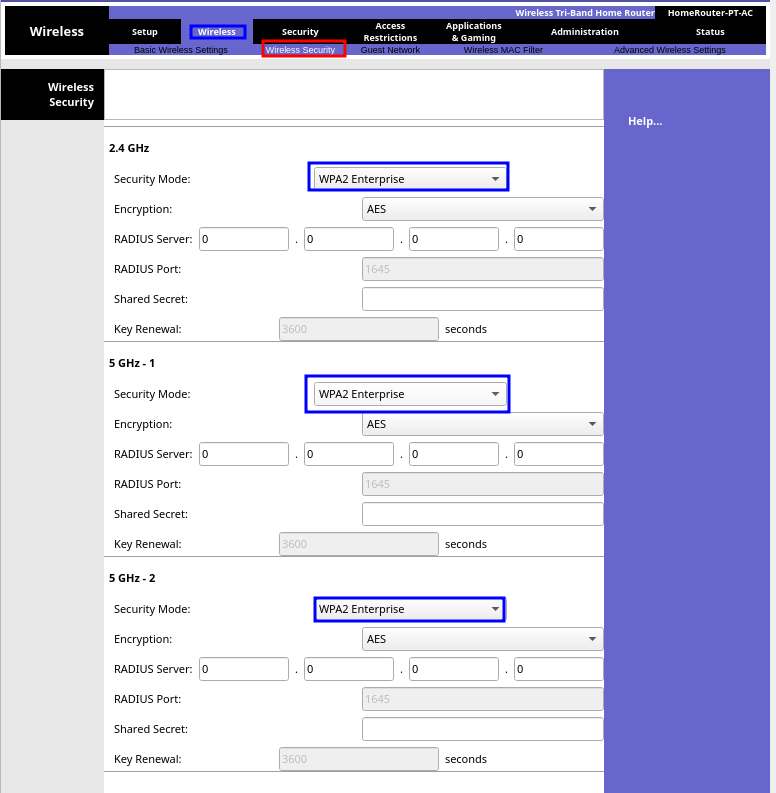 Wireless Tri-Band Home Router HomeRouter-PT-AC
Wireless
Setup Wireless Security Access Restrictions Applications & Gaming Administration Status
Basic Wireless Settings Wireless Security Guest Network Wireless MAC Filter Advanced Wireless Settings
Wireless
Security
Help...
2.4 GHz
Security Mode: WPA2 Enterprise
Encryption: AES
RADIUS Server: 0 . 0 . 0 . 0
RADIUS Port: 1645
Shared Secret:
Key Renewal: 3600 seconds
5 GHz - 1
Security Mode: WPA2 Enterprise
Encryption: AES
RADIUS Server: 0 . 0 . 0 . 0
RADIUS Port: 1645
Shared Secret:
Key Renewal: 3600 seconds
5 GHz - 2
Security Mode: WPA2 Enterprise
Encryption: AES
RADIUS Server: 0 . 0 . 0 . 0
RADIUS Port: 1645
Shared Secret:
Key Renewal: 3600 seconds